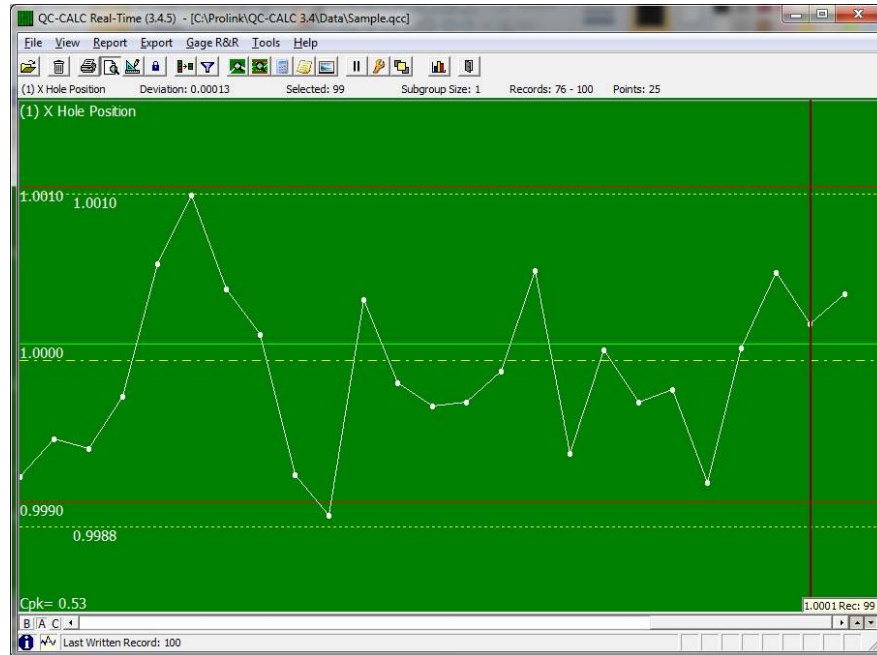 QC-CALC Real-Time (3.4.5) - [C:\Prolink\QC-CALC 3.4\Data\Sample.qcc]
File View Report Export Gage R&R Tools Help
(1) X Hole Position Deviation: 0.00013 Selected: 99 Subgroup Size: 1 Records: 76 - 100 Points: 25
(1) X Hole Position
1.0010 1.0010
1.0000
0.9990
0.9988
Cpk= 0.53
1.0001 Rec: 99
B A C
Last Written Record: 100